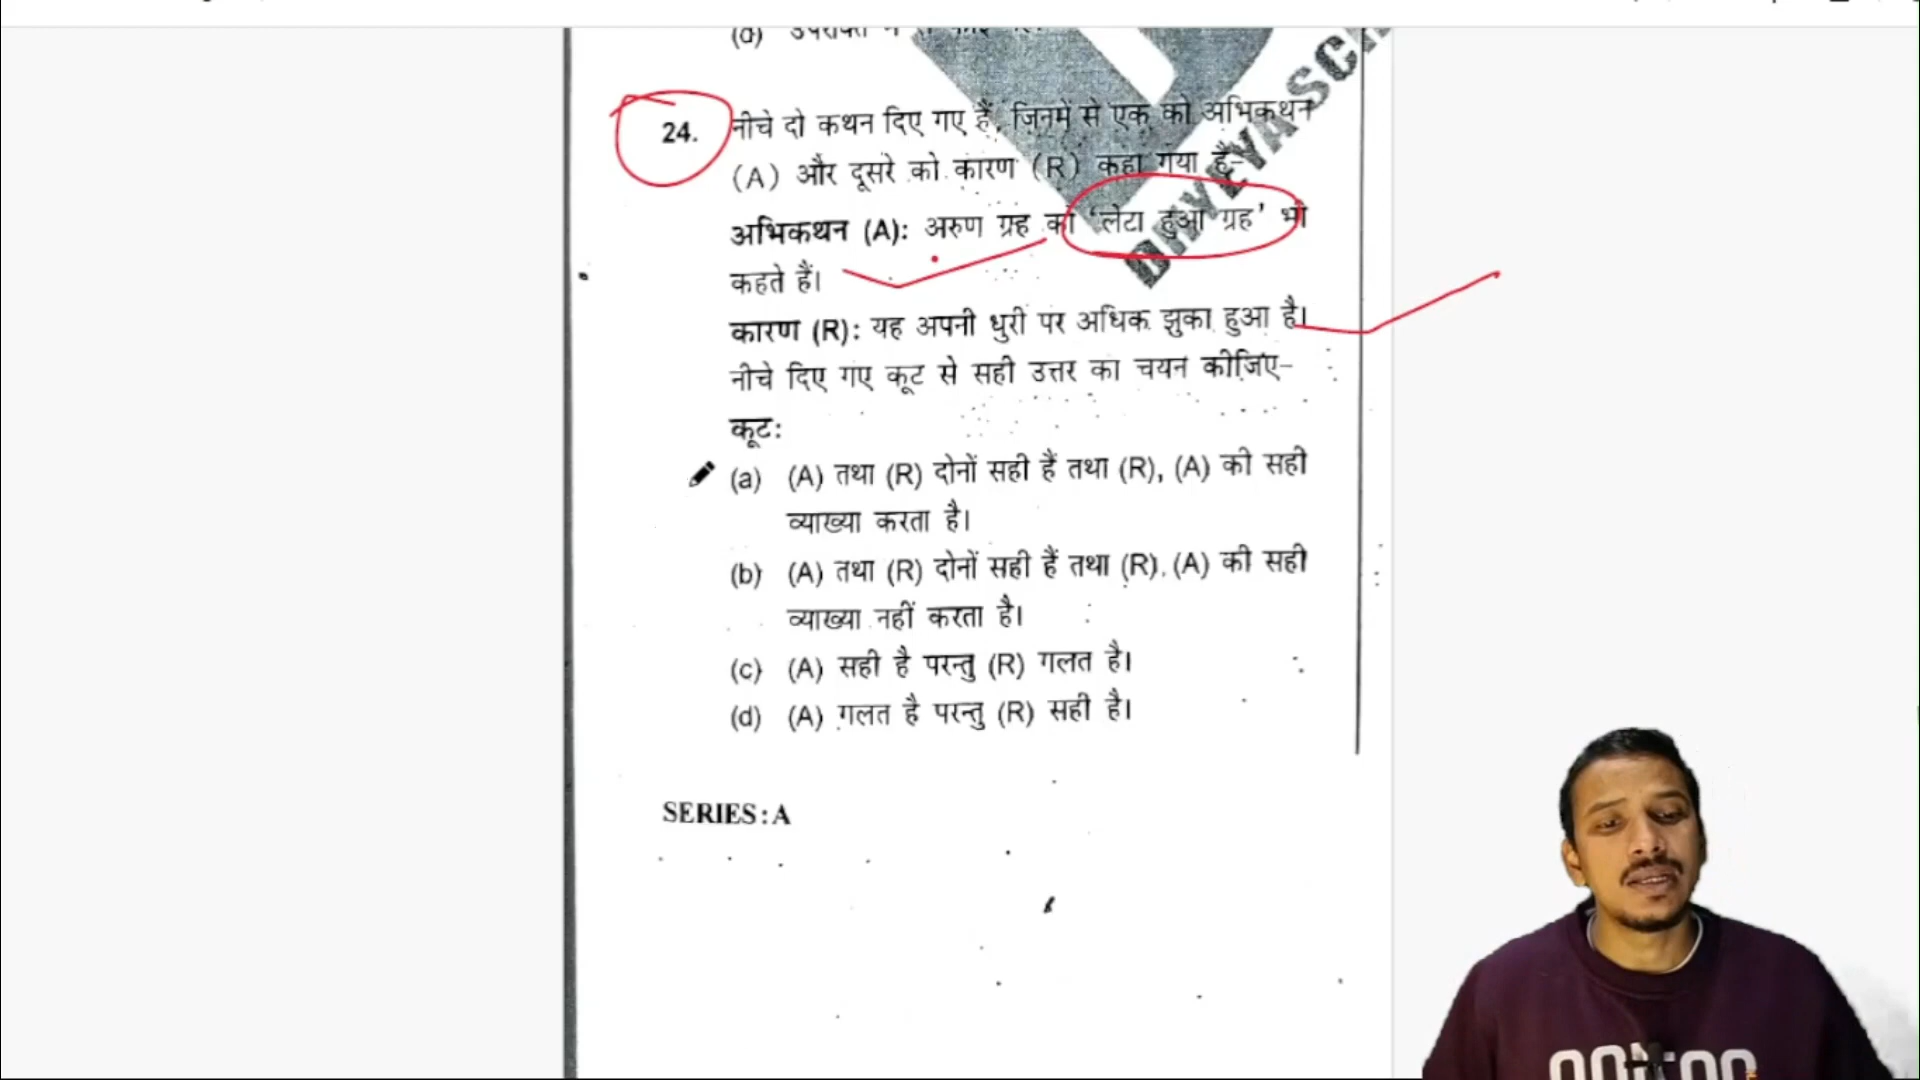 24. नीचे दो कथन दिए गए हैं, जिनमें से एक को अभिकथन
(A) और दूसरे को कारण (R) कहा गया है-
अभिकथन (A): अरुण ग्रह को 'लेटा हुआ ग्रह' भी
कहते हैं।
कारण (R): यह अपनी धुरी पर अधिक झुका हुआ है।
नीचे दिए गए कूट से सही उत्तर का चयन कीजिए-
कूट:
(a) (A) तथा (R) दोनों सही हैं तथा (R), (A) की सही
व्याख्या करता है।
(b) (A) तथा (R) दोनों सही हैं तथा (R), (A) की सही
व्याख्या नहीं करता है।
(c) (A) सही है परन्तु (R) गलत है।
(d) (A) गलत है परन्तु (R) सही है।
SERIES : A